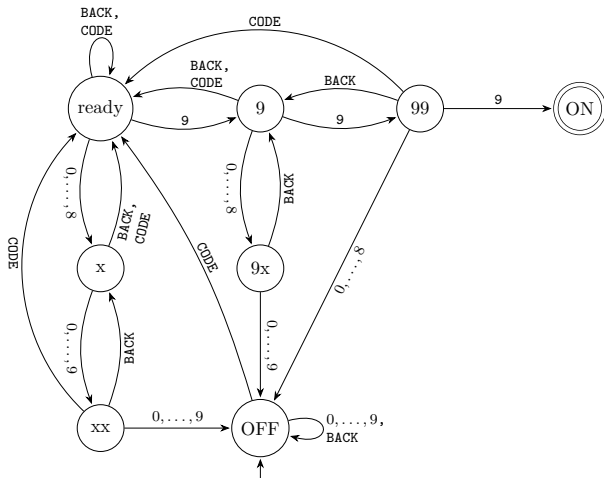 BACK,
CODE
CODE
BACK,
CODE
BACK
ready
9
9
9
99
9
ON
0,...,8
BACK,
CODE
0,...,8
BACK
CODE
x
9x
CODE
0,...,8
0,...,9
BACK
0,...,9
xx
0,...,9
OFF
0,...,9,
BACK